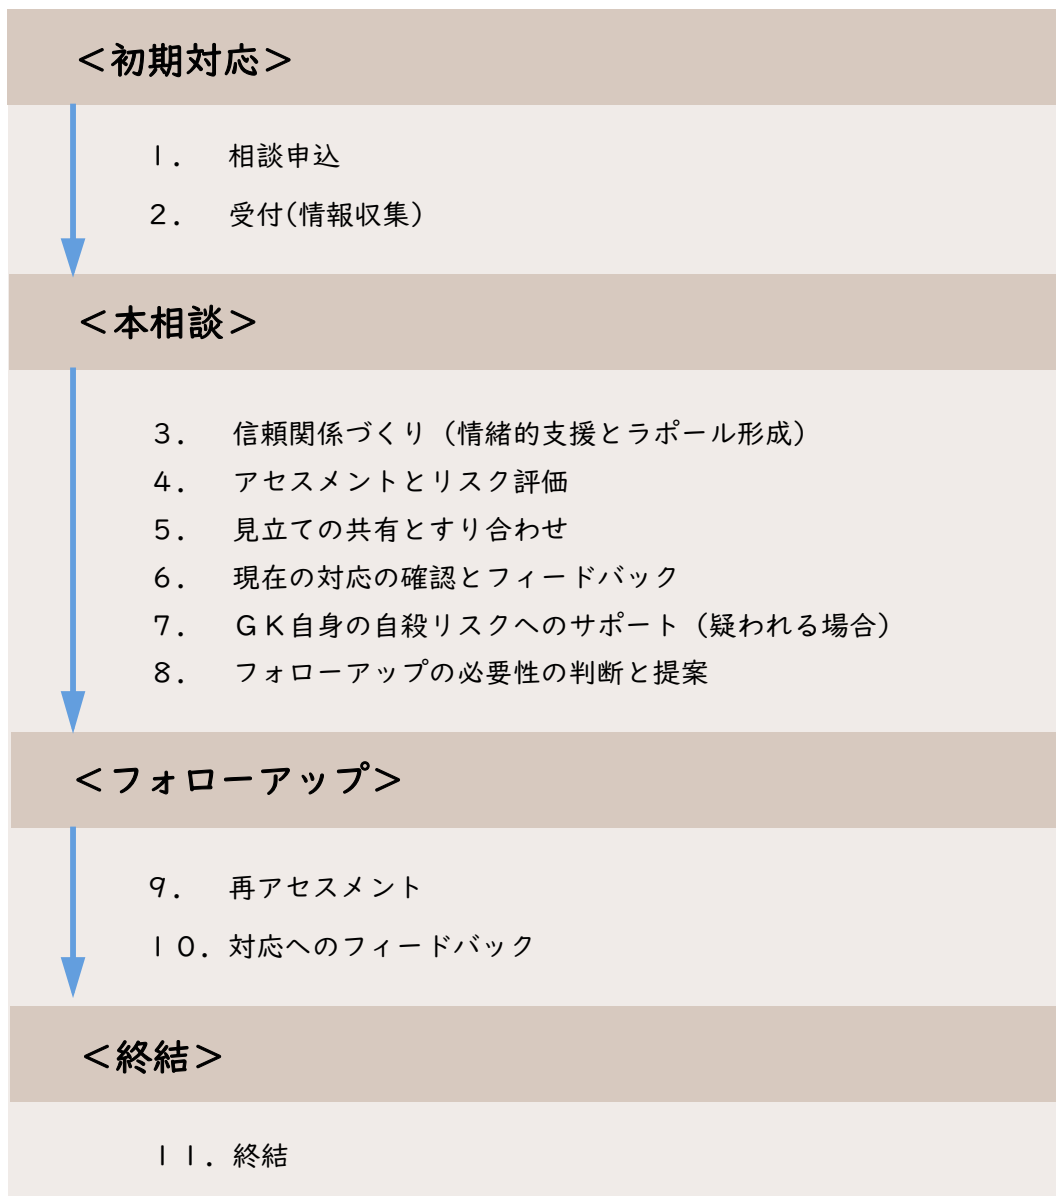 ＜初期対応＞
１．　相談申込
２．　受付(情報収集)
＜本相談＞
３．　信頼関係づくり（情緒的支援とラポール形成）
４．　アセスメントとリスク評価
５．　見立ての共有とすり合わせ
６．　現在の対応の確認とフィードバック
７．　ＧＫ自身の自殺リスクへのサポート（疑われる場合）
８．　フォローアップの必要性の判断と提案
＜フォローアップ＞
９．　再アセスメント
１０．対応へのフィードバック
＜終結＞
１１．終結